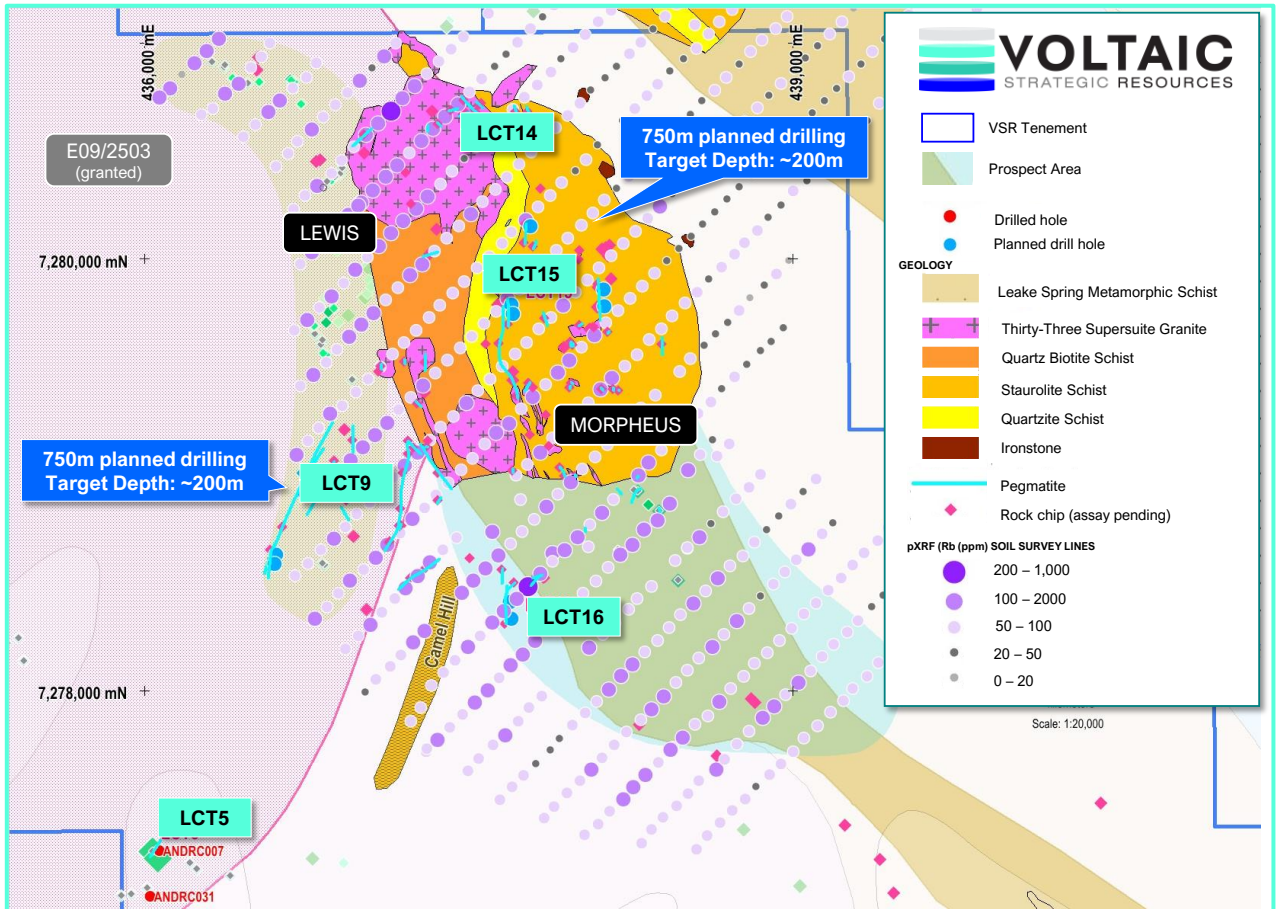 436,000 mE
439,000 mE
E09/2503
(granted)
LCT14
750m planned drilling
Target Depth: ~200m
LEWIS
7,280,000 mN
LCT15
MORPHEUS
750m planned drilling
Target Depth: ~200m
LCT9
LCT16
Camel Hill
7,278,000 mN
LCT5
ANDRC007
ANDRC031
VOLTAIC
STRATEGIC RESOURCES
VSR Tenement
Prospect Area
Drilled hole
Planned drill hole
GEOLOGY
Leake Spring Metamorphic Schist
Thirty-Three Supersuite Granite
Quartz Biotite Schist
Staurolite Schist
Quartzite Schist
Ironstone
Pegmatite
Rock chip (assay pending)
pXRF (Rb (ppm) SOIL SURVEY LINES
200 – 1,000
100 – 2000
50 – 100
20 – 50
0 – 20
Scale: 1:20,000